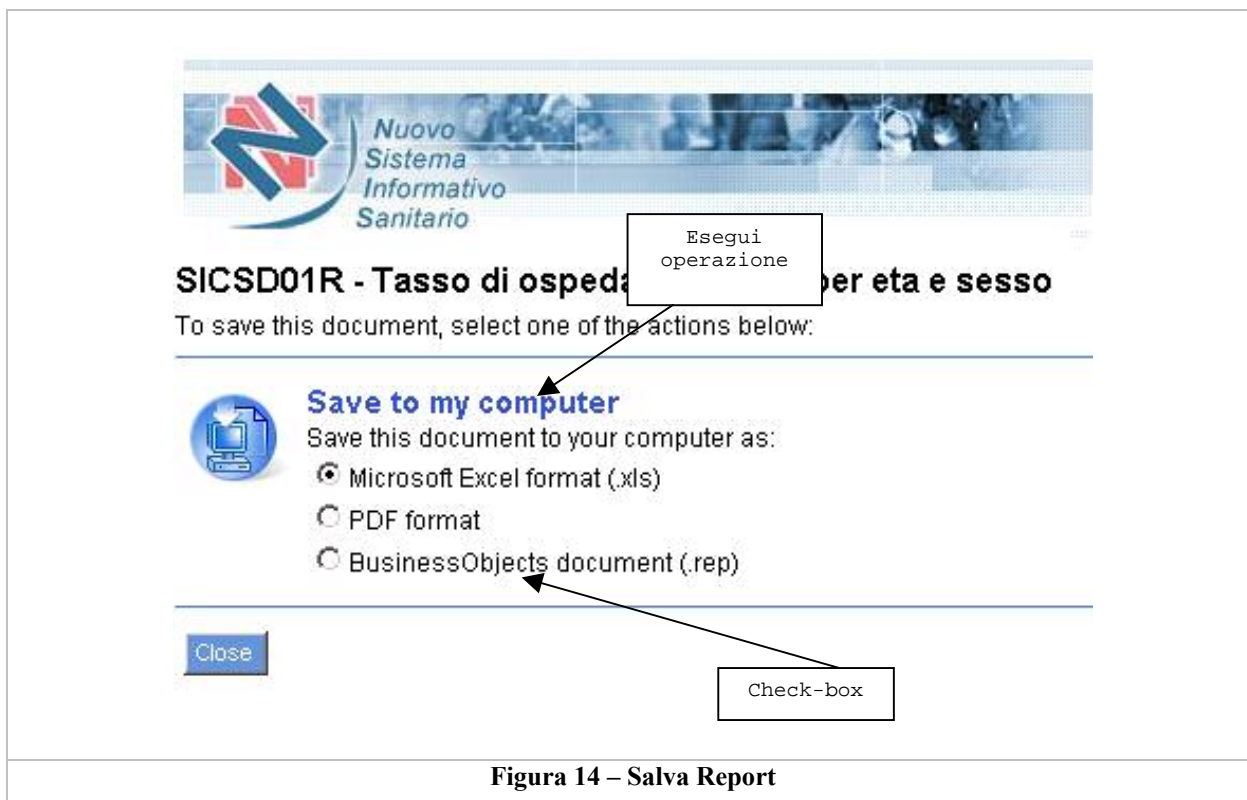 Nuovo
Sistema
Informativo
Sanitario
Esegui
operazione
SICSD01R - Tasso di ospeda per eta e sesso
To save this document, select one of the actions below:
Save to my computer
Save this document to your computer as:
Microsoft Excel format (.xls)
PDF format
BusinessObjects document (.rep)
Close
Check-box
Figura 14 – Salva Report